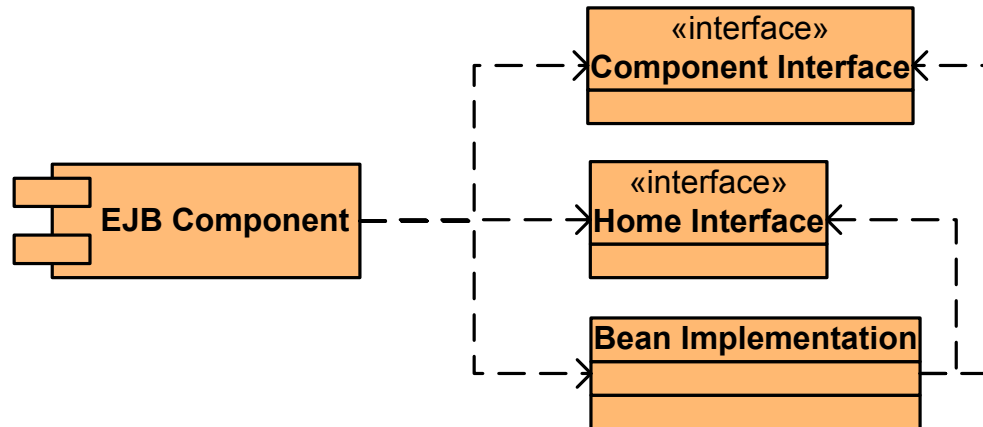 «interface»
Component Interface
EJB Component
«interface»
Home Interface
Bean Implementation